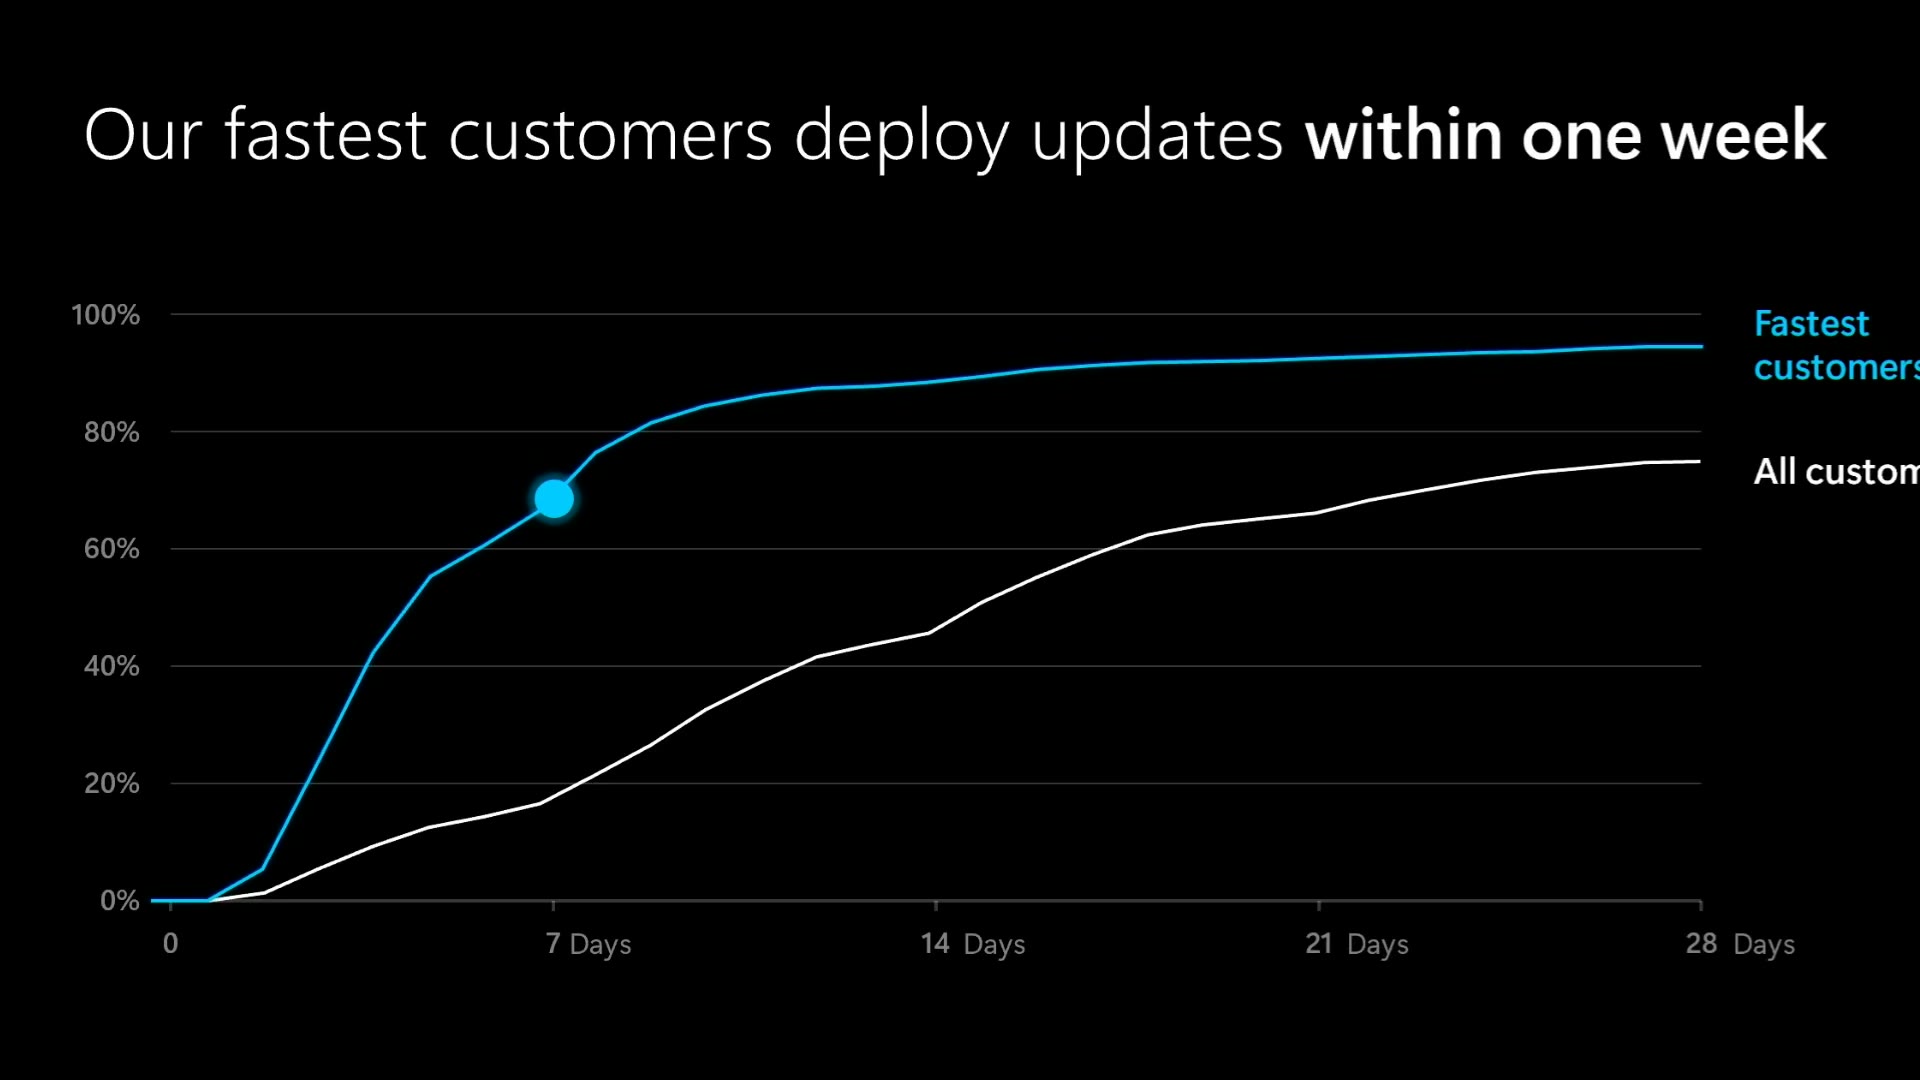 Our fastest customers deploy updates within one week
100%
Fastest
customers
80%
All custom
60%
40%
20%
0%
0 7 Days 14 Days 21 Days 28 Days